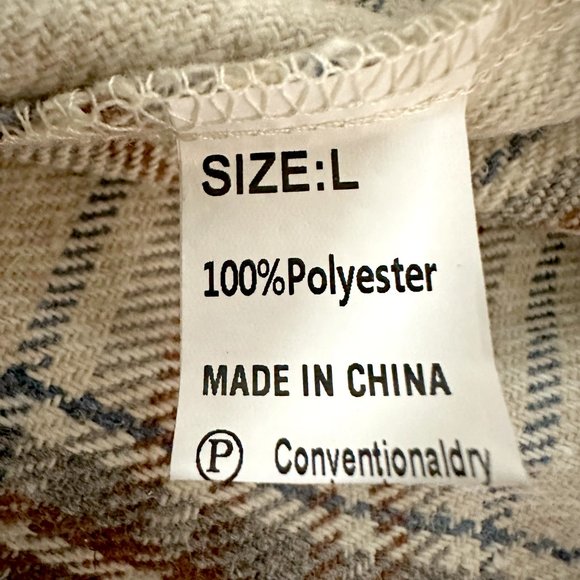 SIZE:L
100%Polyester
MADE IN CHINA
Ⓟ Conventionaldry